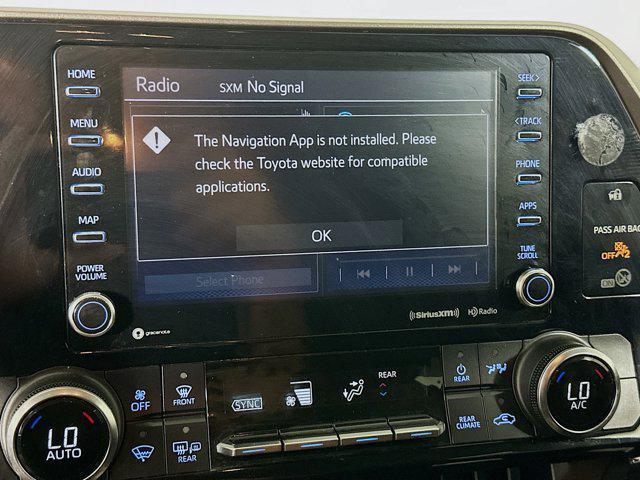 HOME
MENU
AUDIO
MAP
POWER
VOLUME
Radio SXM No Signal
The Navigation App is not installed. Please
check the Toyota website for compatible
applications.
OK
Select Phone
gracenote
((SiriusXM))
HD Radio
SEEK>
<TRACK
PHONE
APPS
TUNE
SCROLL
PASS AIR BAG
OFF 2
ON
LO
AUTO
OFF
FRONT
REAR
SYNC
REAR
REAR
REAR
CLIMATE
LO
A/C